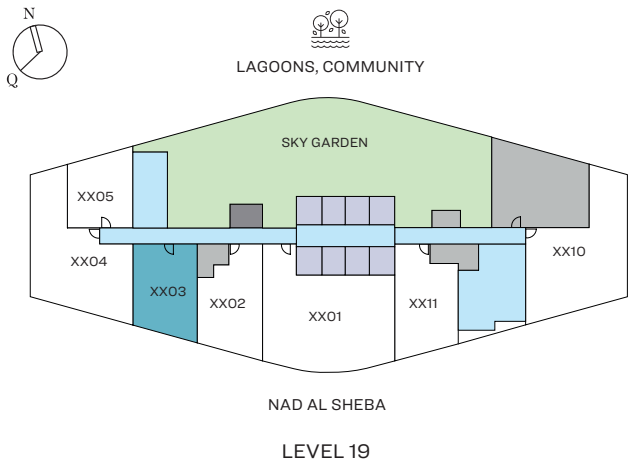 N
Q
LAGOONS, COMMUNITY
SKY GARDEN
XX05
XX04
XX03
XX02
XX01
XX11
XX10
NAD AL SHEBA
LEVEL 19